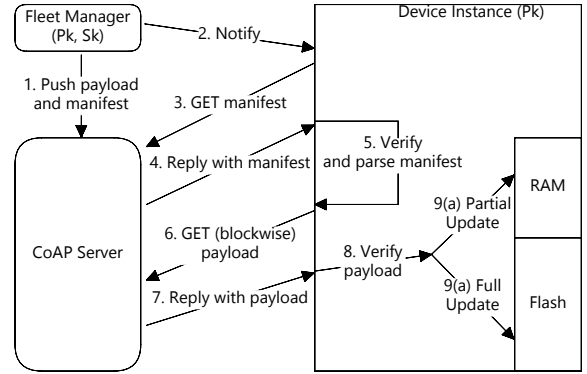 Fleet Manager
(Pk, Sk)
Device Instance (Pk)
2. Notify
1. Push payload
and manifest
3. GET manifest
4. Reply with manifest
5. Verify
and parse manifest
CoAP Server
6. GET (blockwise)
payload
7. Reply with payload
8. Verify
payload
9(a) Partial
Update
RAM
9(a) Full
Update
Flash